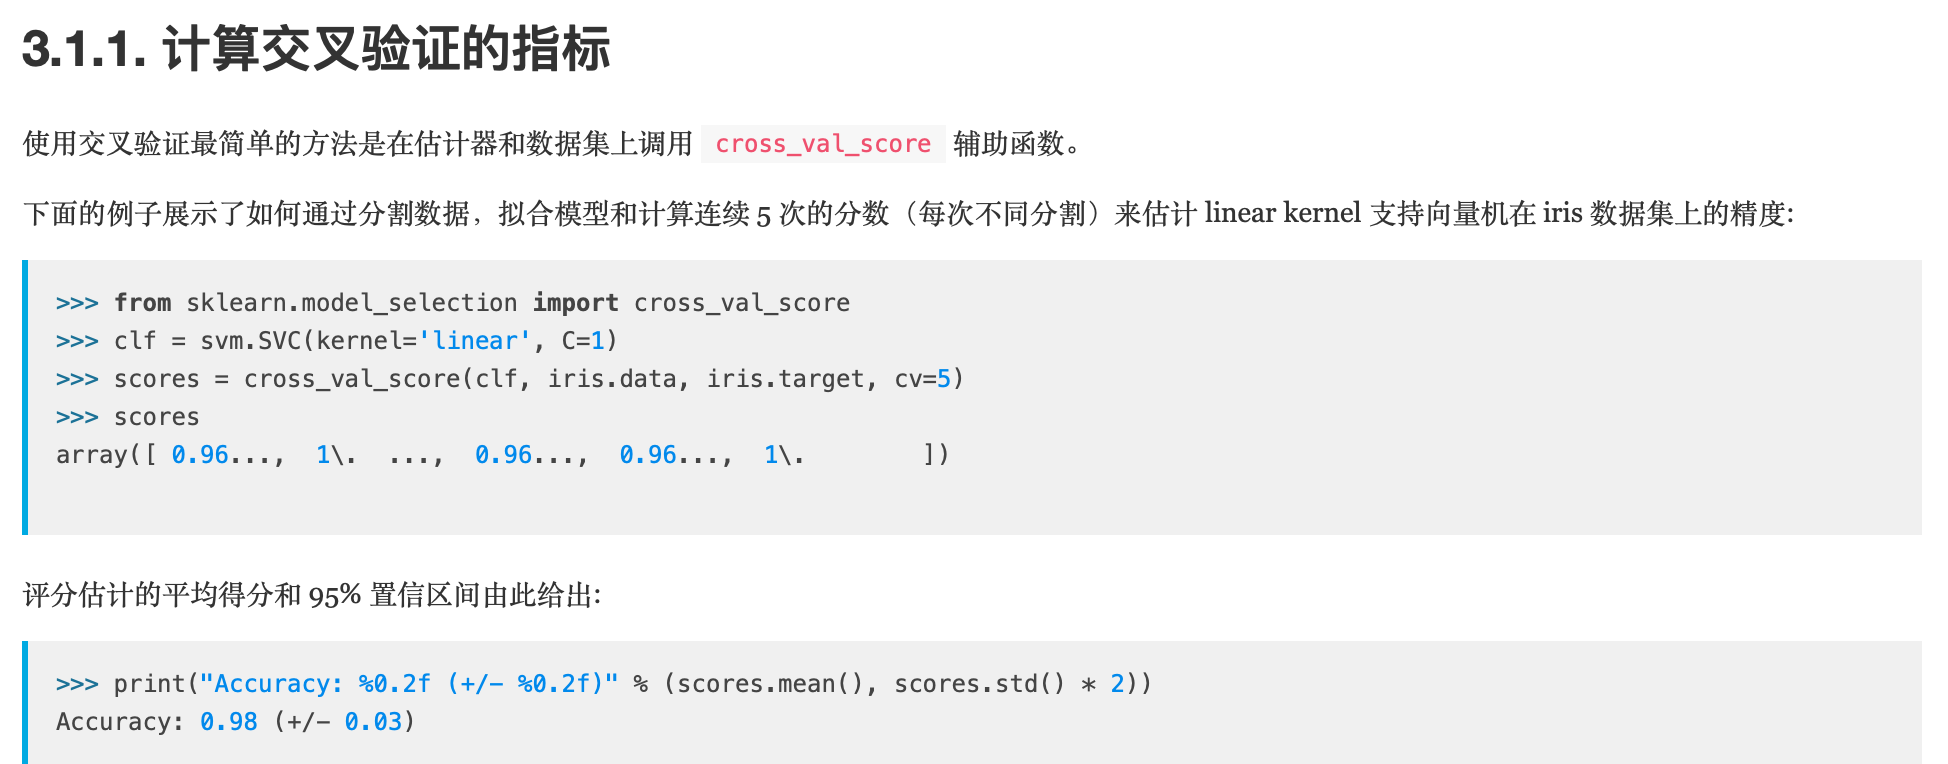 3.1.1. 计算交叉验证的指标
使用交叉验证最简单的方法是在估计器和数据集上调用 cross_val_score 辅助函数。
下面的例子展示了如何通过分割数据，拟合模型和计算连续 5 次的分数（每次不同分割）来估计 linear kernel 支持向量机在 iris 数据集上的精度:
>>> from sklearn.model_selection import cross_val_score
>>> clf = svm.SVC(kernel='linear', C=1)
>>> scores = cross_val_score(clf, iris.data, iris.target, cv=5)
>>> scores
array([ 0.96...,  1\.  ...,  0.96...,  0.96...,  1\.        ])
评分估计的平均得分和 95% 置信区间由此给出:
>>> print("Accuracy: %0.2f (+/- %0.2f)" % (scores.mean(), scores.std() * 2))
Accuracy: 0.98 (+/- 0.03)